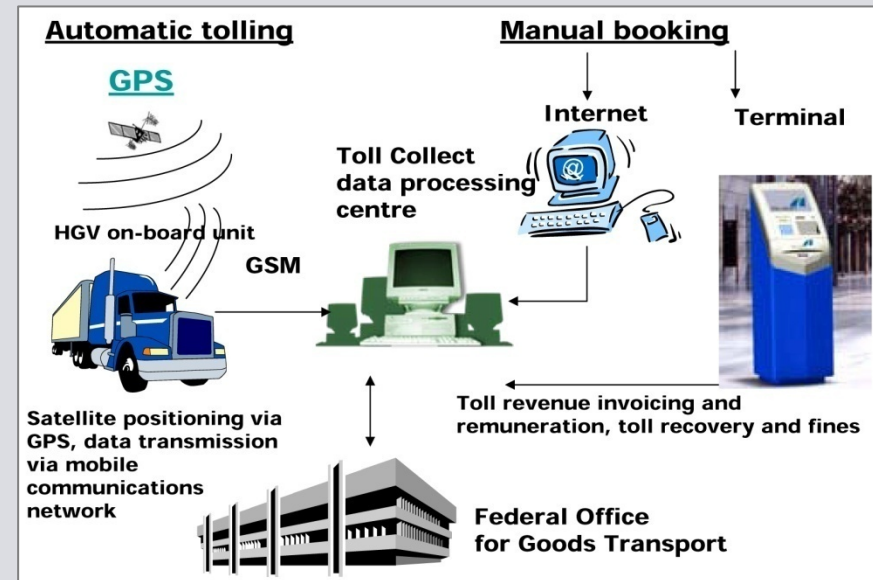 Automatic tolling
Manual booking
GPS
Internet
Terminal
Toll Collect
data processing
centre
HGV on-board unit
GSM
Satellite positioning via
GPS, data transmission
via mobile
communications
network
Toll revenue invoicing and
remuneration, toll recovery and fines
Federal Office
for Goods Transport
@